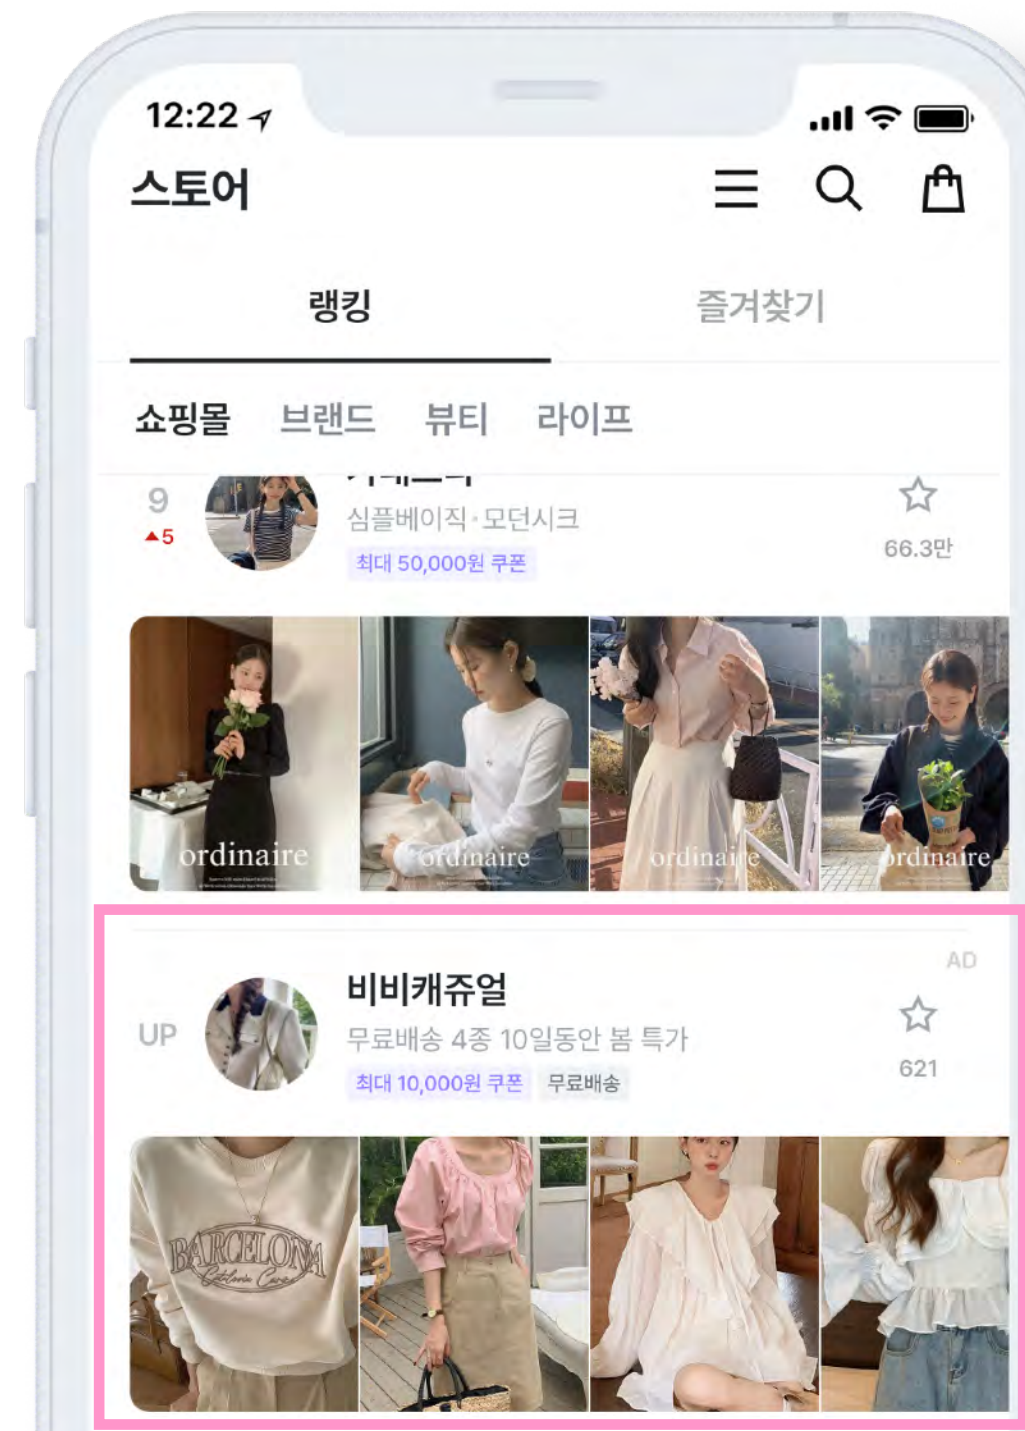 12:22
스토어
랭킹
즐겨찾기
쇼핑몰
브랜드
뷰티
라이프
9
▲5
심플베이직·모던시크
최대 50,000원 쿠폰
66.3만
ordinaire
ordinaire
ordinaire
ordinaire
AD
UP
비비캐쥬얼
무료배송 4종 10일동안 봄 특가
최대 10,000원 쿠폰
무료배송
621
BARCELONA